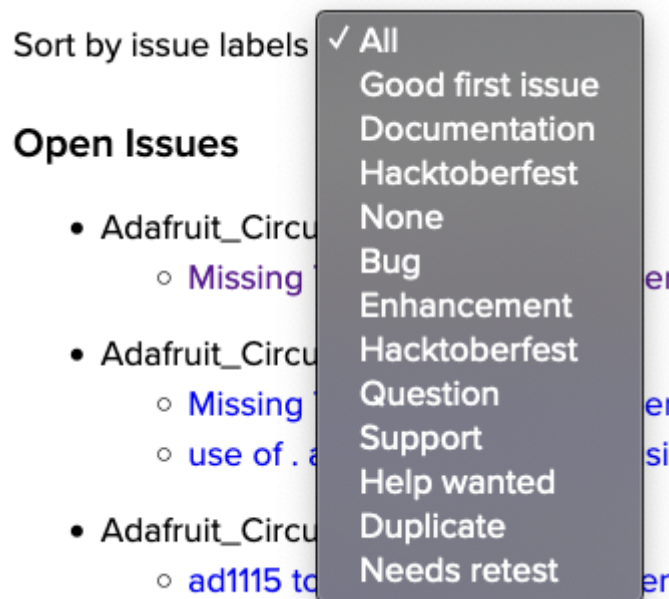 Sort by issue labels ✓ All
Good first issue
Documentation
Open Issues
Hacktoberfest
None
• Adafruit_Circu
Bug
◦ Missing
Enhancement
Hacktoberfest
• Adafruit_Circu
Question
◦ Missing
Support
◦ use of . a
Help wanted
• Adafruit_Circu
Duplicate
Needs retest
◦ ad1115 to